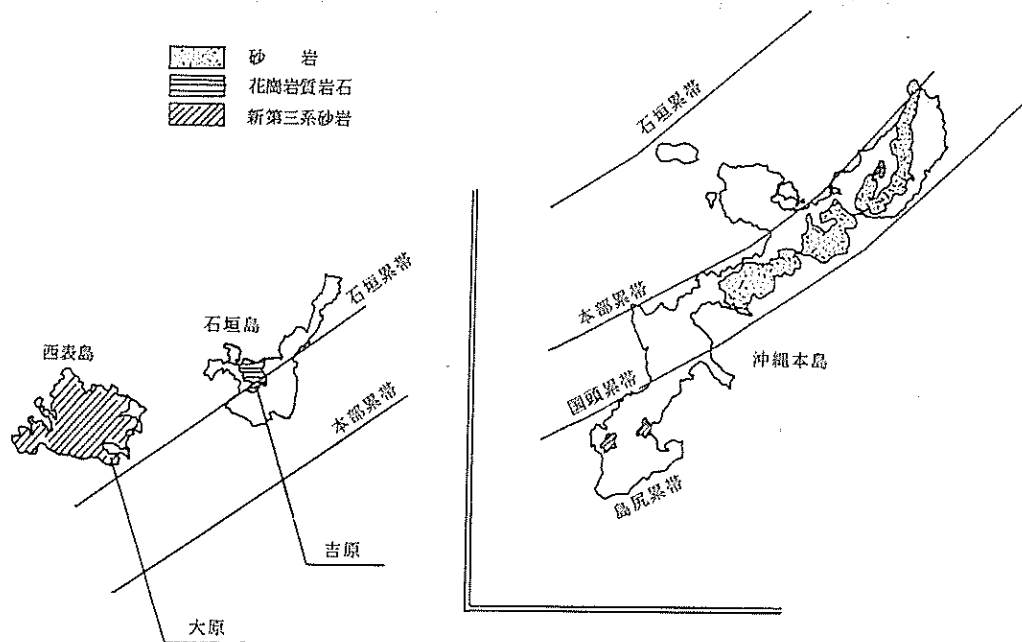 砂 岩
花崗岩質岩石
新第三系砂岩
石垣累帯
本部累帯
国頭累帯
島尻累帯
沖縄本島
石垣累帯
石垣島
西表島
本部累帯
吉原
大原